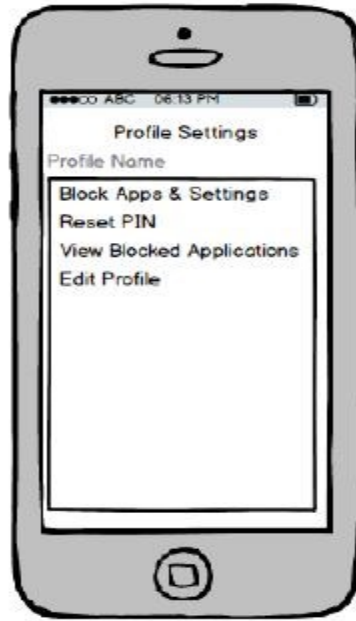 ABC 06:13 PM
Profile Settings
Profile Name
Block Apps & Settings
Reset PIN
View Blocked Applications
Edit Profile